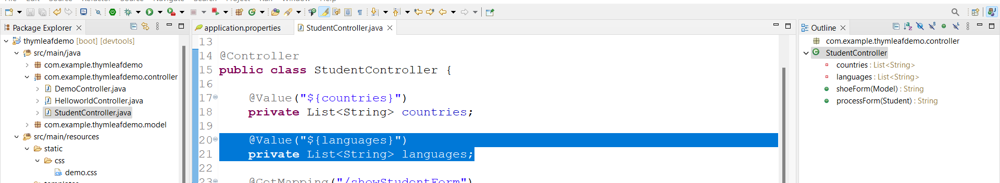 Package Explorer
thymleafdemo [boot] [devtools]
src/main/java
com.example.thymleafdemo
com.example.thymleafdemo.controller
DemoController.java
HelloworldController.java
StudentController.java
com.example.thymleafdemo.model
src/main/resources
static
css
demo.css
application.properties
StudentController.java
13
14 @Controller
15 public class StudentController {
16
17 @Value("${countries}")
18 private List<String> countries;
19
20 @Value("${languages}")
21 private List<String> languages;
22
23 @GetMapping("/showStudentForm")
Outline
com.example.thymleafdemo.controller
StudentController
countries : List<String>
languages : List<String>
shoeForm(Model) : String
processForm(Student) : String